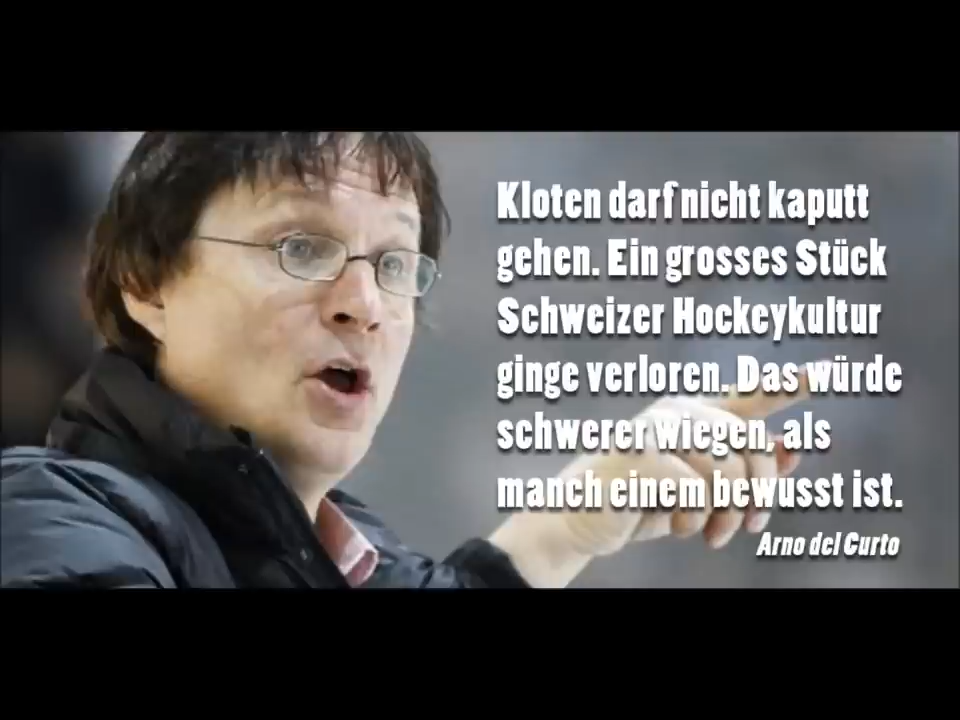 Kloten darf nicht kaputt
gehen. Ein grosses Stück
Schweizer Hockeykultur
ginge verloren. Das würde
schwerer wiegen, als
manch einem bewusst ist.
Arno del Curto